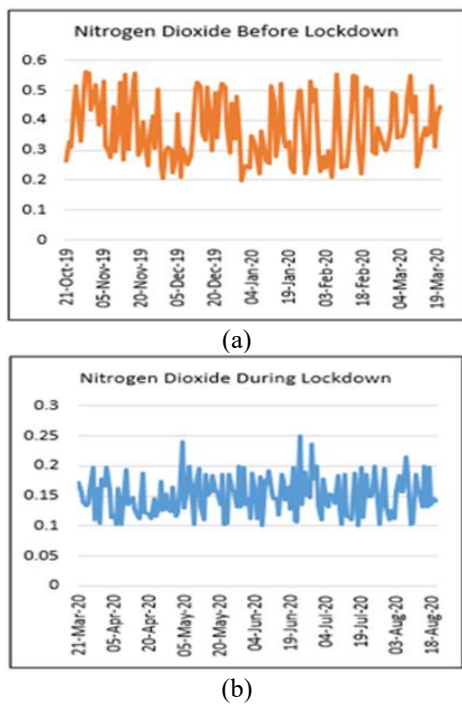 Nitrogen Dioxide Before Lockdown
0.6
0.5
0.4
0.3
0.2
0.1
0
21-Oct-19
05-Nov-19
20-Nov-19
05-Dec-19
20-Dec-19
04-Jan-20
19-Jan-20
03-Feb-20
18-Feb-20
04-Mar-20
19-Mar-20
(a)
Nitrogen Dioxide During Lockdown
0.3
0.25
0.2
0.15
0.1
0.05
0
21-Mar-20
05-Apr-20
20-Apr-20
05-May-20
20-May-20
04-Jun-20
19-Jun-20
04-Jul-20
19-Jul-20
03-Aug-20
18-Aug-20
(b)